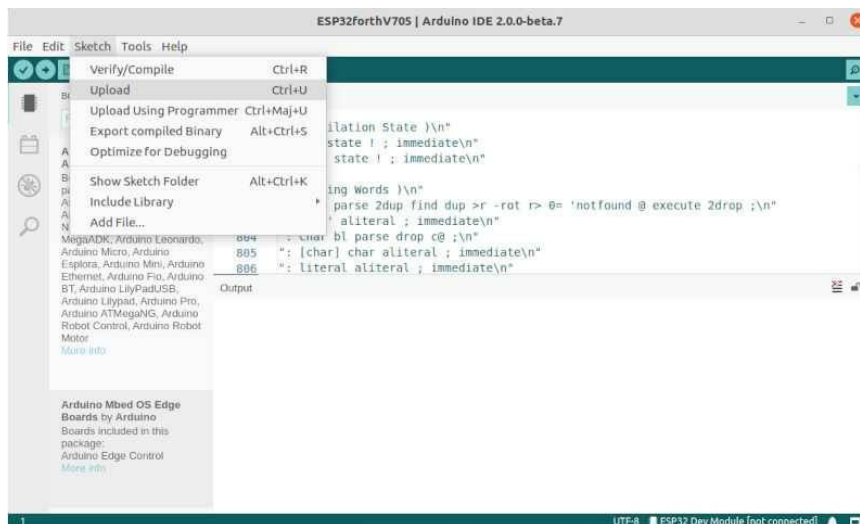 ESP32forthV705 | Arduino IDE 2.0.0-beta.7
File Edit Sketch Tools Help
Verify/Compile Ctrl+R
Upload Ctrl+U
Upload Using Programmer Ctrl+Maj+U
Export compiled Binary Alt+Ctrl+S
Optimize for Debugging
Show Sketch Folder Alt+Ctrl+K
Include Library
Add File...
ilation State )\n"
state ! ; immediate\n"
state ! ; immediate\n"
ing Words )\n"
parse 2dup find dup >r -rot r> 0= 'notfound @ execute 2drop ;\n"
' aliteral ; immediate\n"
804 ": char bl parse drop c@ ;\n"
805 ": [char] char aliteral ; immediate\n"
806 ": literal aliteral ; immediate\n"
MegaADK, Arduino Leonardo,
Arduino Micro, Arduino
Esplora, Arduino Mini, Arduino
Ethernet, Arduino Fio, Arduino
BT, Arduino LilyPadUSB,
Arduino Lilypad, Arduino Pro,
Arduino ATMegaNG, Arduino
Robot Control, Arduino Robot
Motor
More info
Arduino Mbed OS Edge
Boards by Arduino
Boards included in this
package:
Arduino Edge Control
More info
Output
1 UTF-8 ESP32 Dev Module [not connected]